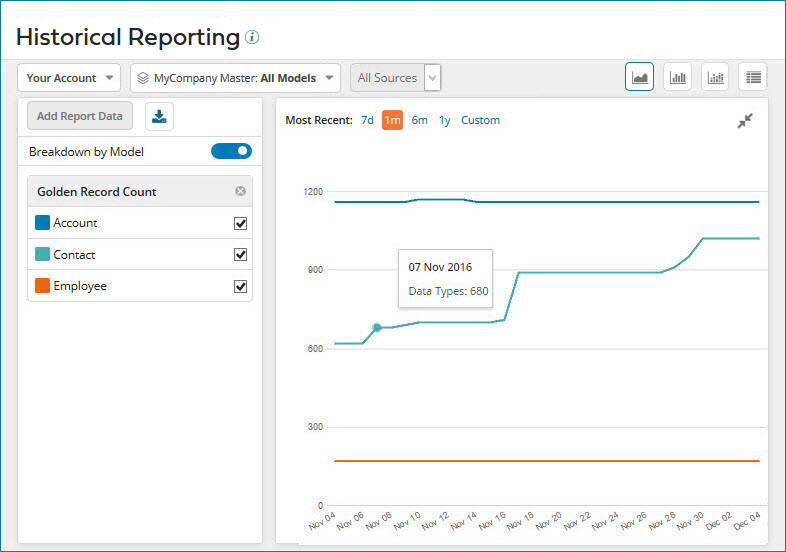 Historical Reporting
Your Account
MyCompany Master: All Models
All Sources
Add Report Data
Breakdown by Model
Golden Record Count
Account
Contact
Employee
Most Recent: 7d 1m 6m 1y Custom
1200
900
600
300
0
07 Nov 2016
Data Types: 680
Nov 04 Nov 06 Nov 08 Nov 10 Nov 12 Nov 14 Nov 16 Nov 18 Nov 20 Nov 22 Nov 24 Nov 26 Nov 28 Nov 30 Dec 02 Dec 04